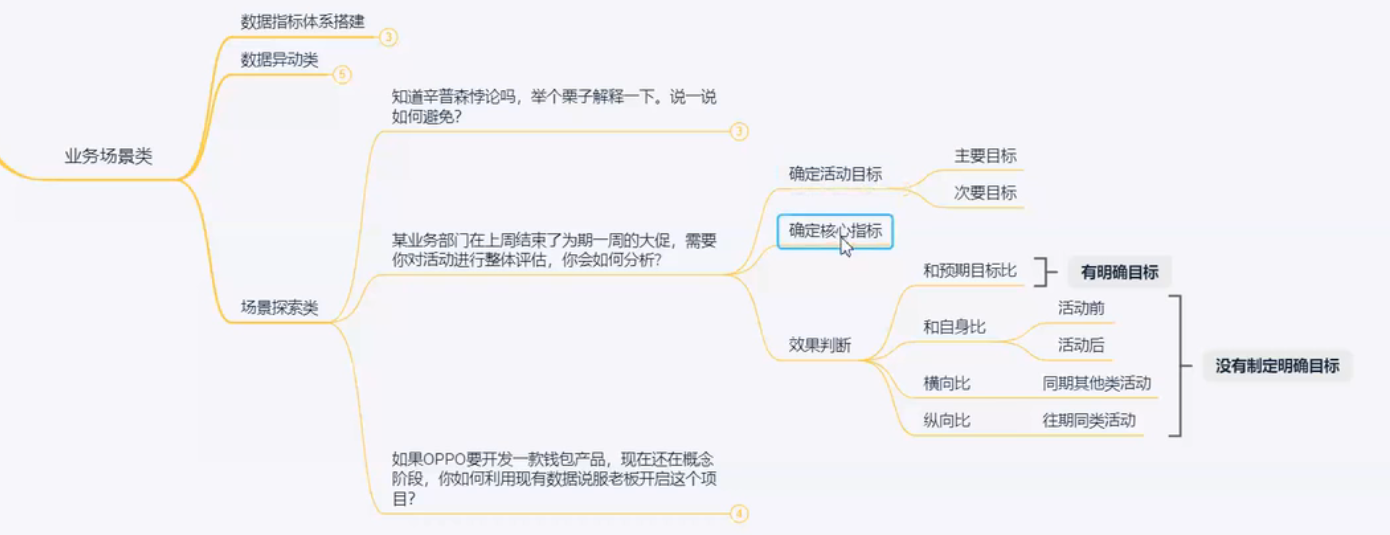 数据指标体系搭建
3
数据异动类
6
知道辛普森悖论吗，举个栗子解释一下。说一说
如何避免？
3
业务场景类
主要目标
确定活动目标
次要目标
确定核心指标
某业务部门在上周结束了为期一周的大促，需要
你对活动进行整体评估，你会如何分析？
和预期目标比
有明确目标
场景探索类
活动前
和自身比
效果判断
活动后
没有制定明确目标
横向比
同期其他类活动
纵向比
往期同类活动
如果OPPO要开发一款钱包产品，现在还在概念
阶段，你如何利用现有数据说服老板开启这个项
目？
4